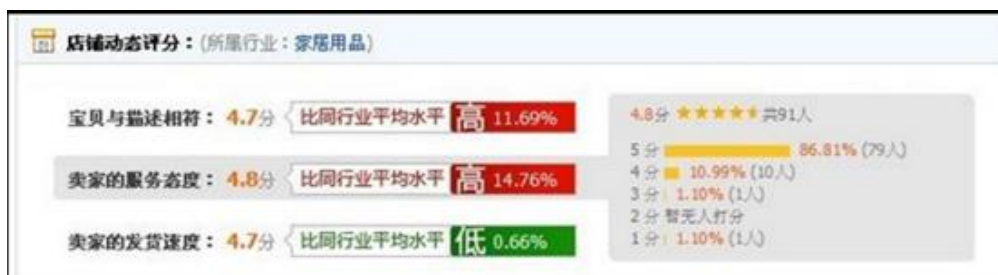 店铺动态评分：(所属行业：家居用品)
宝贝与描述相符：4.7分 比同行业平均水平 高 11.69%
卖家的服务态度：4.8分 比同行业平均水平 高 14.76%
卖家的发货速度：4.7分 比同行业平均水平 低 0.66%
4.8分 共91人
5 分 86.81% (79人)
4 分 10.99% (10人)
3 分 1.10% (1人)
2 分 暂无人打分
1 分 1.10% (1人)